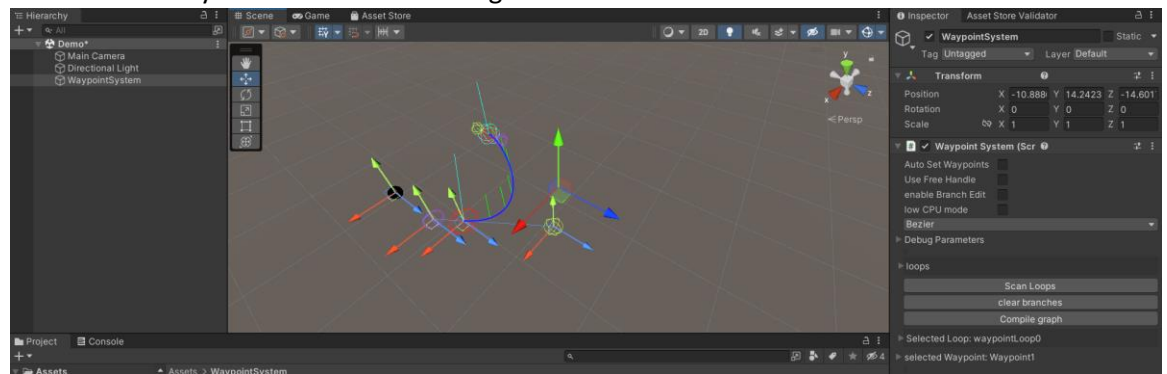 Hierarchy
All
Demo*
Main Camera
Directional Light
WaypointSystem
Scene Game Asset Store
2D
y
x
z
Persp
Inspector Asset Store Validator
WaypointSystem Static
Tag Untagged Layer Default
Transform
Position X -10.888 Y 14.2423 Z -14.601
Rotation X 0 Y 0 Z 0
Scale X 1 Y 1 Z 1
Waypoint System (Scr
Auto Set Waypoints
Use Free Handle
enable Branch Edit
low CPU mode
Bezier
Debug Parameters
loops
Scan Loops
clear branches
Compile graph
Selected Loop: waypointLoop0
selected Waypoint: Waypoint1
Project Console
4
Assets
Assets > WaypointSystem